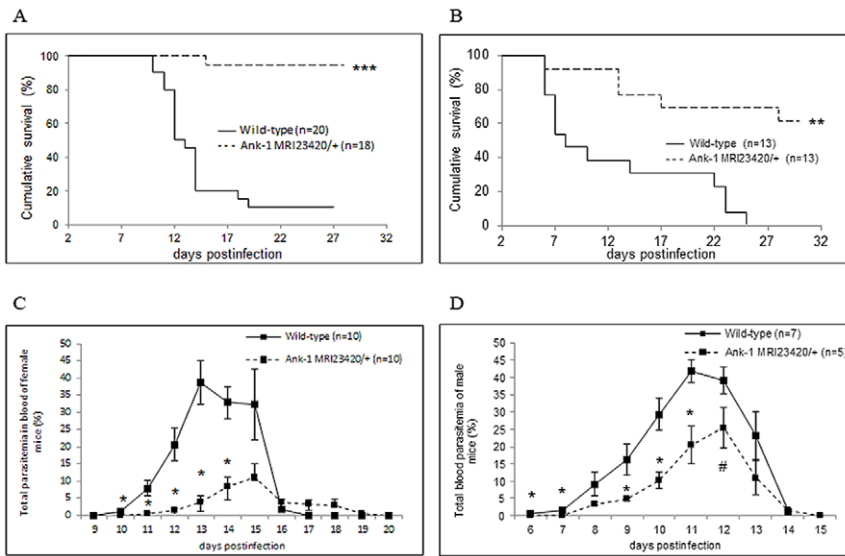 A
Cumulative survival (%)
100
80
60
40
20
0
***
Wild-type (n=20)
Ank-1 MRI23420/+ (n=18)
2 7 12 17 22 27 32
days postinfection
B
Cumulative survival (%)
100
80
60
40
20
0
**
Wild-type (n=13)
Ank-1 MRI23420/+ (n=13)
2 7 12 17 22 27 32
days postinfection
C
Total parasitemia in blood of female
mice (%)
50
45
40
35
30
25
20
15
10
5
0
Wild-type (n=10)
Ank-1 MRI23420/+ (n=10)
* * * * *
9 10 11 12 13 14 15 16 17 18 19 20
days postinfection
D
Total blood parasitemia of male
mice (%)
50
45
40
35
30
25
20
15
10
5
0
Wild-type (n=7)
Ank-1 MRI23420/+ (n=5)
* * * * * #
6 7 8 9 10 11 12 13 14 15
days postinfection